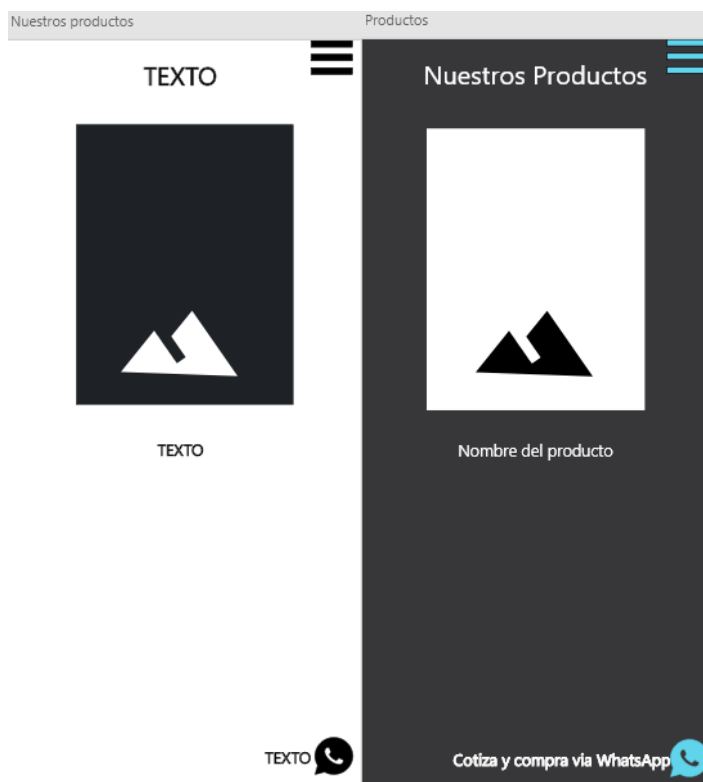 Nuestros productos
TEXTO
TEXTO
TEXTO
Productos
Nuestros Productos
Nombre del producto
Cotiza y compra via WhatsApp